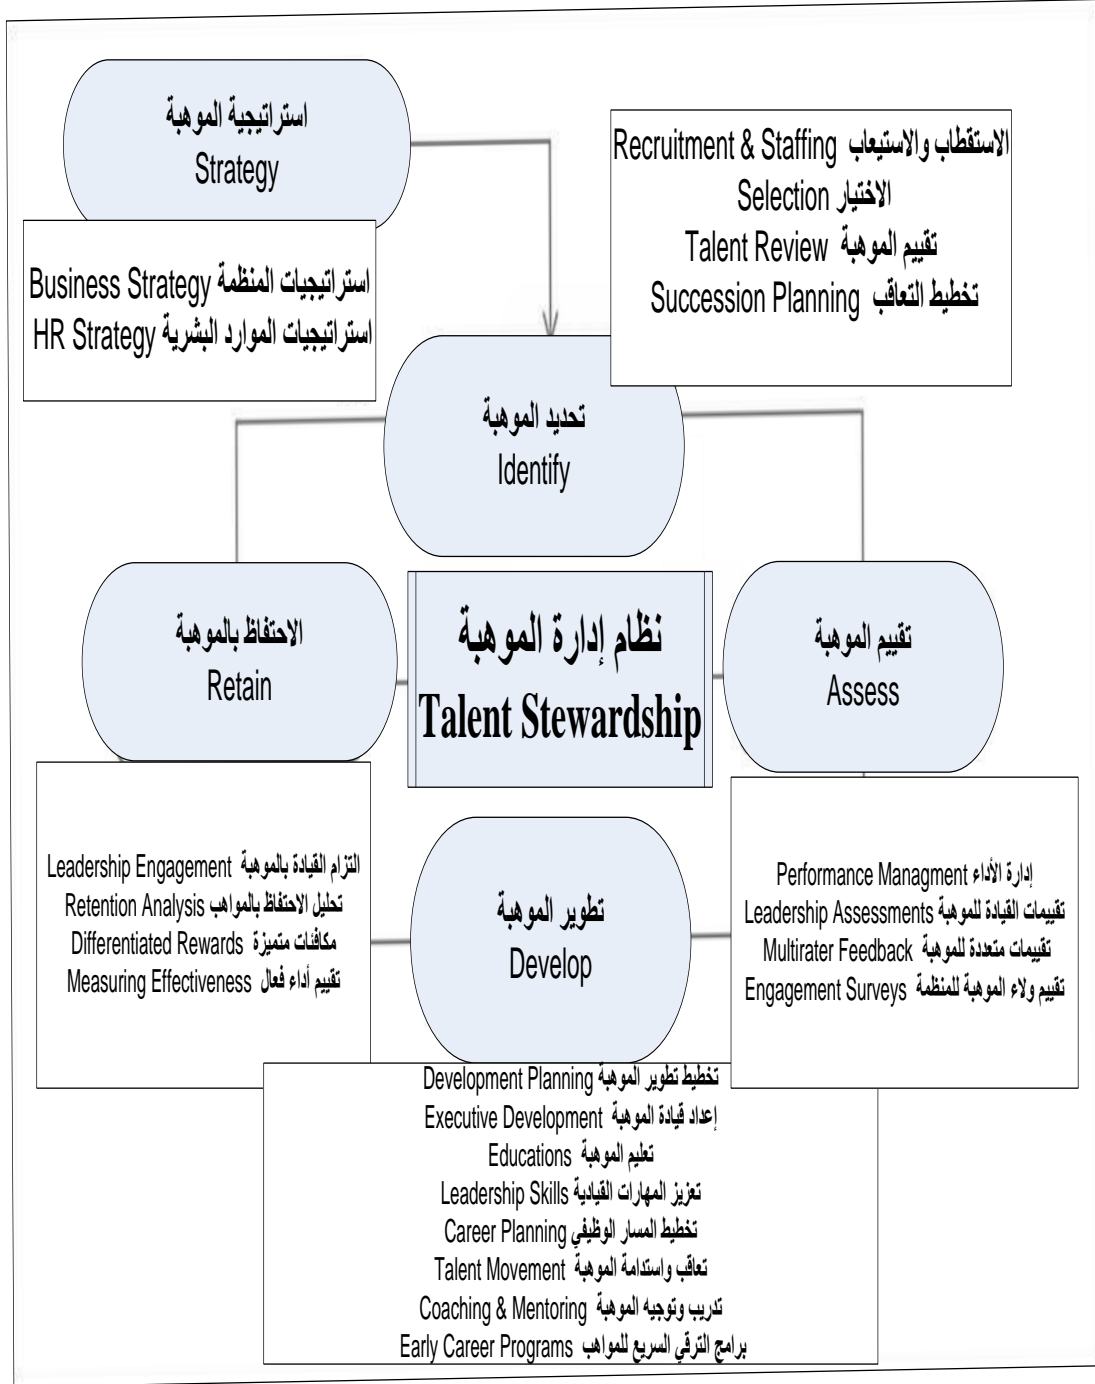 استراتيجية الموهبة
Strategy
استراتيجيات المنظمة Business Strategy
استراتيجيات الموارد البشرية HR Strategy
الاستقطاب والاستيعاب Recruitment & Staffing
الاختيار Selection
تقييم الموهبة Talent Review
تخطيط التعاقب Succession Planning
تحديد الموهبة
Identify
الاحتفاظ بالموهبة
Retain
نظام إدارة الموهبة
Talent Stewardship
تقييم الموهبة
Assess
التزام القيادة بالموهبة Leadership Engagement
تحليل الاحتفاظ بالمواهب Retention Analysis
مكافئات متميزة Differentiated Rewards
تقييم أداء فعال Measuring Effectiveness
تطوير الموهبة
Develop
إدارة الأداء Performance Managment
تقييمات القيادة للموهبة Leadership Assessments
تقييمات متعددة للموهبة Multirater Feedback
تقييم ولاء الموهبة للمنظمة Engagement Surveys
تخطيط تطوير الموهبة Development Planning
إعداد قيادة الموهبة Executive Development
تعليم الموهبة Educations
تعزيز المهارات القيادية Leadership Skills
تخطيط المسار الوظيفي Career Planning
تعاقب واستدامة الموهبة Talent Movement
تدريب وتوجيه الموهبة Coaching & Mentoring
برامج الترقي السريع للمواهب Early Career Programs